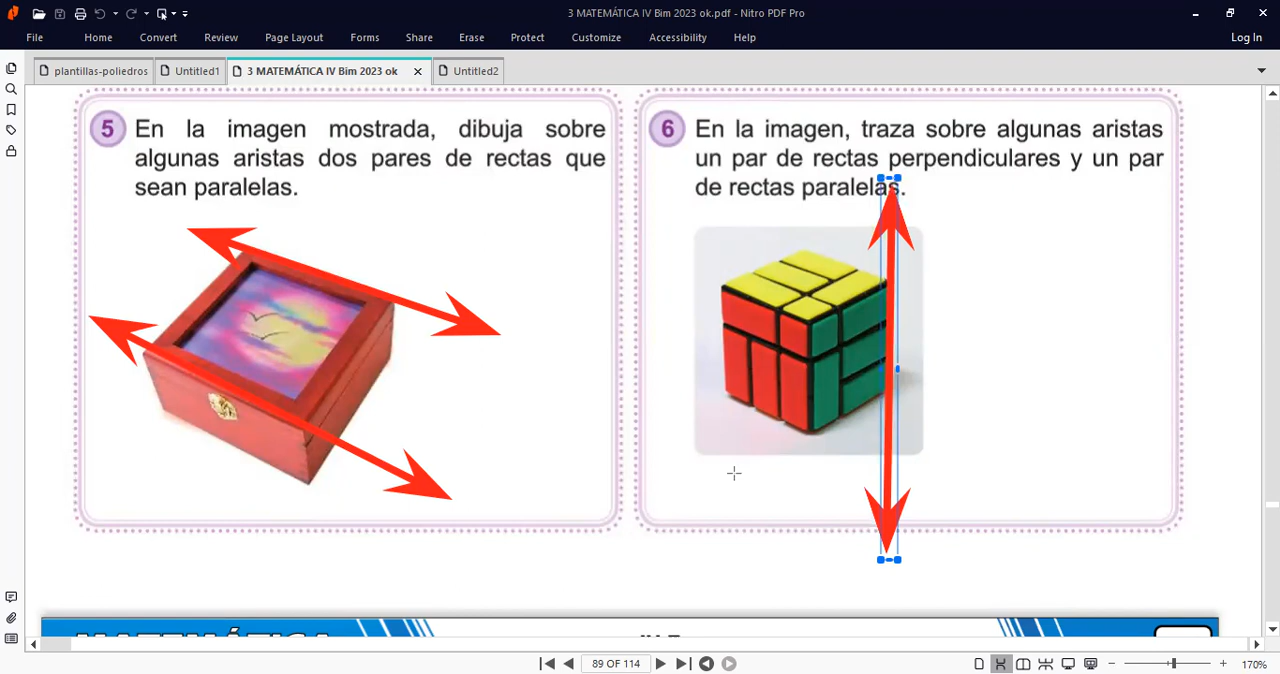 3 MATEMÁTICA IV Bim 2023 ok.pdf - Nitro PDF Pro
File Home Convert Review Page Layout Forms Share Erase Protect Customize Accessibility Help Log In
plantillas-poliedros Untitled1 3 MATEMÁTICA IV Bim 2023 ok Untitled2
5 En la imagen mostrada, dibuja sobre
algunas aristas dos pares de rectas que
sean paralelas.
6 En la imagen, traza sobre algunas aristas
un par de rectas perpendiculares y un par
de rectas paralelas.
MATEMÁTICA
89 OF 114
170%